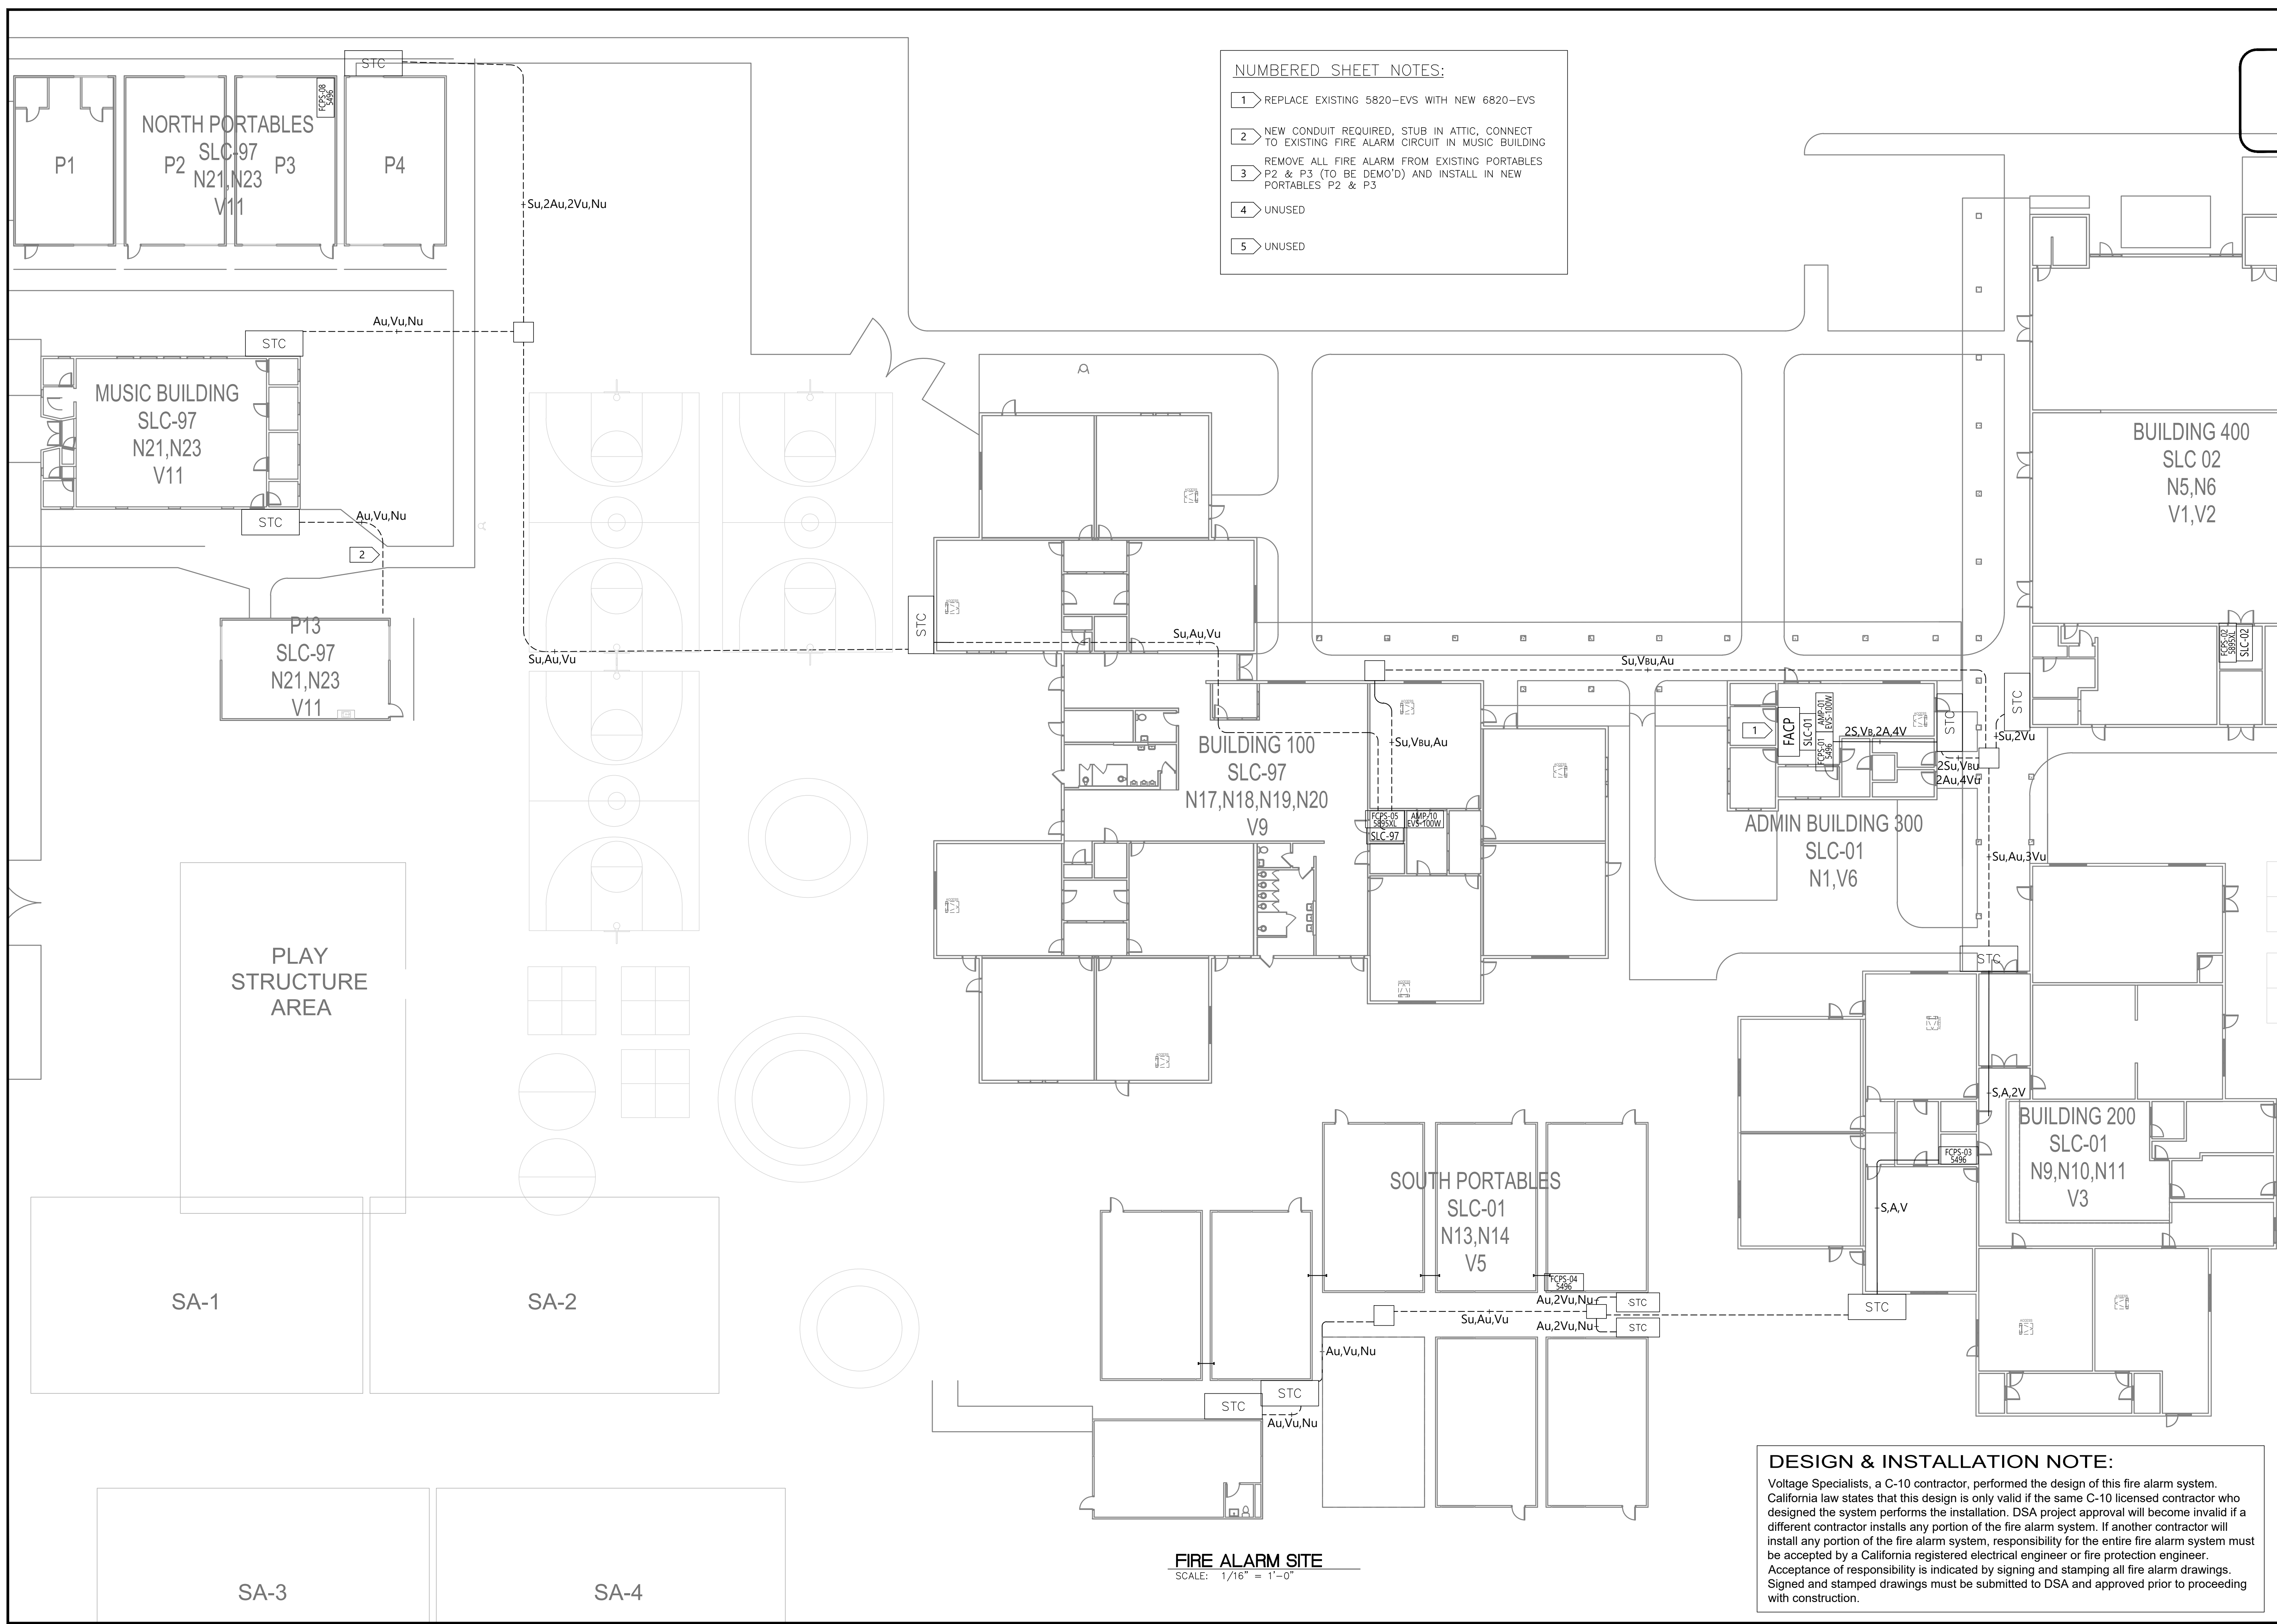 NUMBERED SHEET NOTES:
1 REPLACE EXISTING 5820-EVS WITH NEW 6820-EVS
2 NEW CONDUIT REQUIRED, STUB IN ATTIC, CONNECT
TO EXISTING FIRE ALARM CIRCUIT IN MUSIC BUILDING
3 REMOVE ALL FIRE ALARM FROM EXISTING PORTABLES
P2 & P3 (TO BE DEMO'D) AND INSTALL IN NEW
PORTABLES P2 & P3
4 UNUSED
5 UNUSED
STC
FCPS-08
5496
NORTH PORTABLES
SLC-97
P1
P2
P3
P4
N21,N23
V11
Su,2Au,2Vu,Nu
Au,Vu,Nu
STC
MUSIC BUILDING
SLC-97
N21,N23
V11
STC
Au,Vu,Nu
2
P13
SLC-97
N21,N23
V11
Su,Au,Vu
STC
Su,Au,Vu
Su,VBu,Au
BUILDING 100
SLC-97
N17,N18,N19,N20
V9
Su,VBu,Au
FCPS-05
5895XL
SLC-97
AMP-10
EVS-100W
1
FACP
SLC-01
AMP-01
EVS-100W
FCPS-01
5496
2S,VB,2A,4V
STC
STC
Su,2Vu
2Su,VBu
2Au,4Vu
ADMIN BUILDING 300
SLC-01
N1,V6
Su,Au,3Vu
BUILDING 400
SLC 02
N5,N6
V1,V2
FCPS-02
5895XL
SLC-02
STC
S,A,2V
BUILDING 200
SLC-01
N9,N10,N11
V3
FCPS-03
5496
S,A,V
STC
SOUTH PORTABLES
SLC-01
N13,N14
V5
FCPS-04
5496
Au,2Vu,Nu
STC
Su,Au,Vu
Au,2Vu,Nu
STC
Au,Vu,Nu
STC
STC
Au,Vu,Nu
PLAY
STRUCTURE
AREA
SA-1
SA-2
SA-3
SA-4
FIRE ALARM SITE
SCALE: 1/16" = 1'-0"
DESIGN & INSTALLATION NOTE:
Voltage Specialists, a C-10 contractor, performed the design of this fire alarm system.
California law states that this design is only valid if the same C-10 licensed contractor who
designed the system performs the installation. DSA project approval will become invalid if a
different contractor installs any portion of the fire alarm system. If another contractor will
install any portion of the fire alarm system, responsibility for the entire fire alarm system must
be accepted by a California registered electrical engineer or fire protection engineer.
Acceptance of responsibility is indicated by signing and stamping all fire alarm drawings.
Signed and stamped drawings must be submitted to DSA and approved prior to proceeding
with construction.